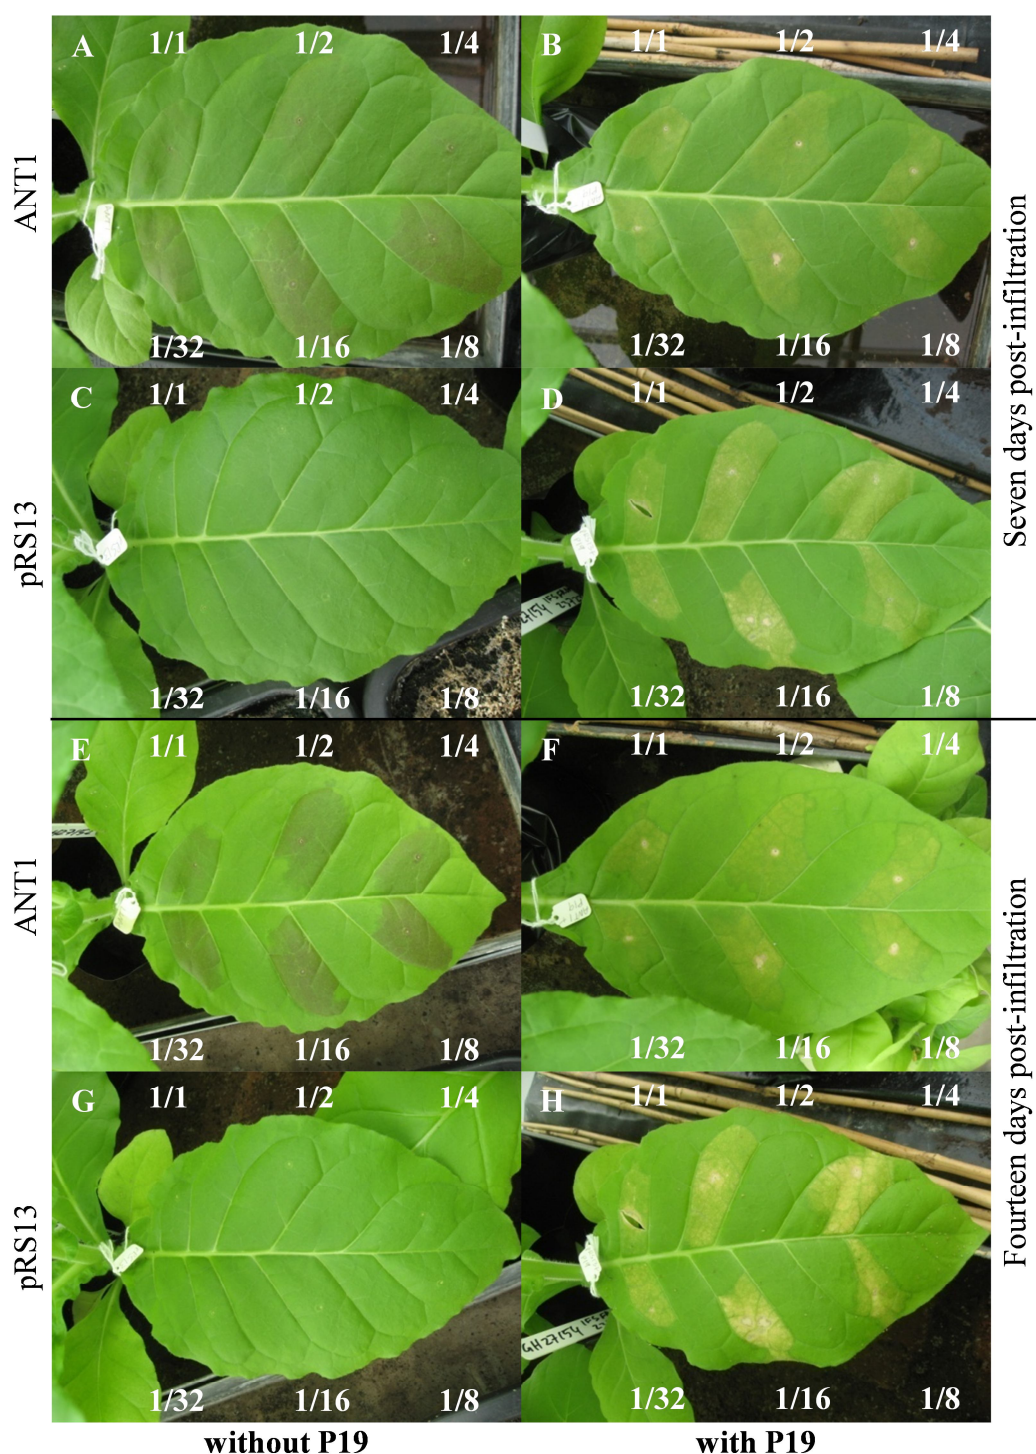 A 1/1 1/2 1/4
B 1/1 1/2 1/4
ANT1
1/32 1/16 1/8
1/32 1/16 1/8
C 1/1 1/2 1/4
D 1/1 1/2 1/4
pRS13
1/32 1/16 1/8
1/32 1/16 1/8
Seven days post-infiltration
E 1/1 1/2 1/4
F 1/1 1/2 1/4
ANT1
1/32 1/16 1/8
1/32 1/16 1/8
G 1/1 1/2 1/4
H 1/1 1/2 1/4
pRS13
GH27154
1/32 1/16 1/8
1/32 1/16 1/8
Fourteen days post-infiltration
without P19
with P19